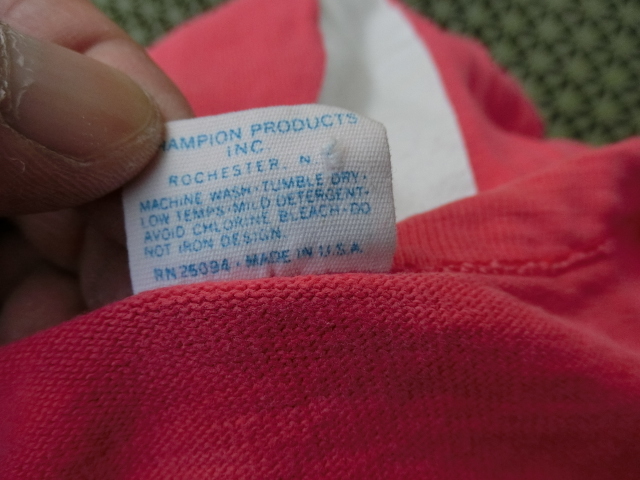 HAMPION PRODUCTS
INC
ROCHESTER, N
MACHINE WASH·TUMBLE DRY·
LOW TEMPS·MILD DETERGENT·
AVOID CHLORINE BLEACH·DO
NOT IRON DESIGN
RN 26094 · MADE IN U.S.A.